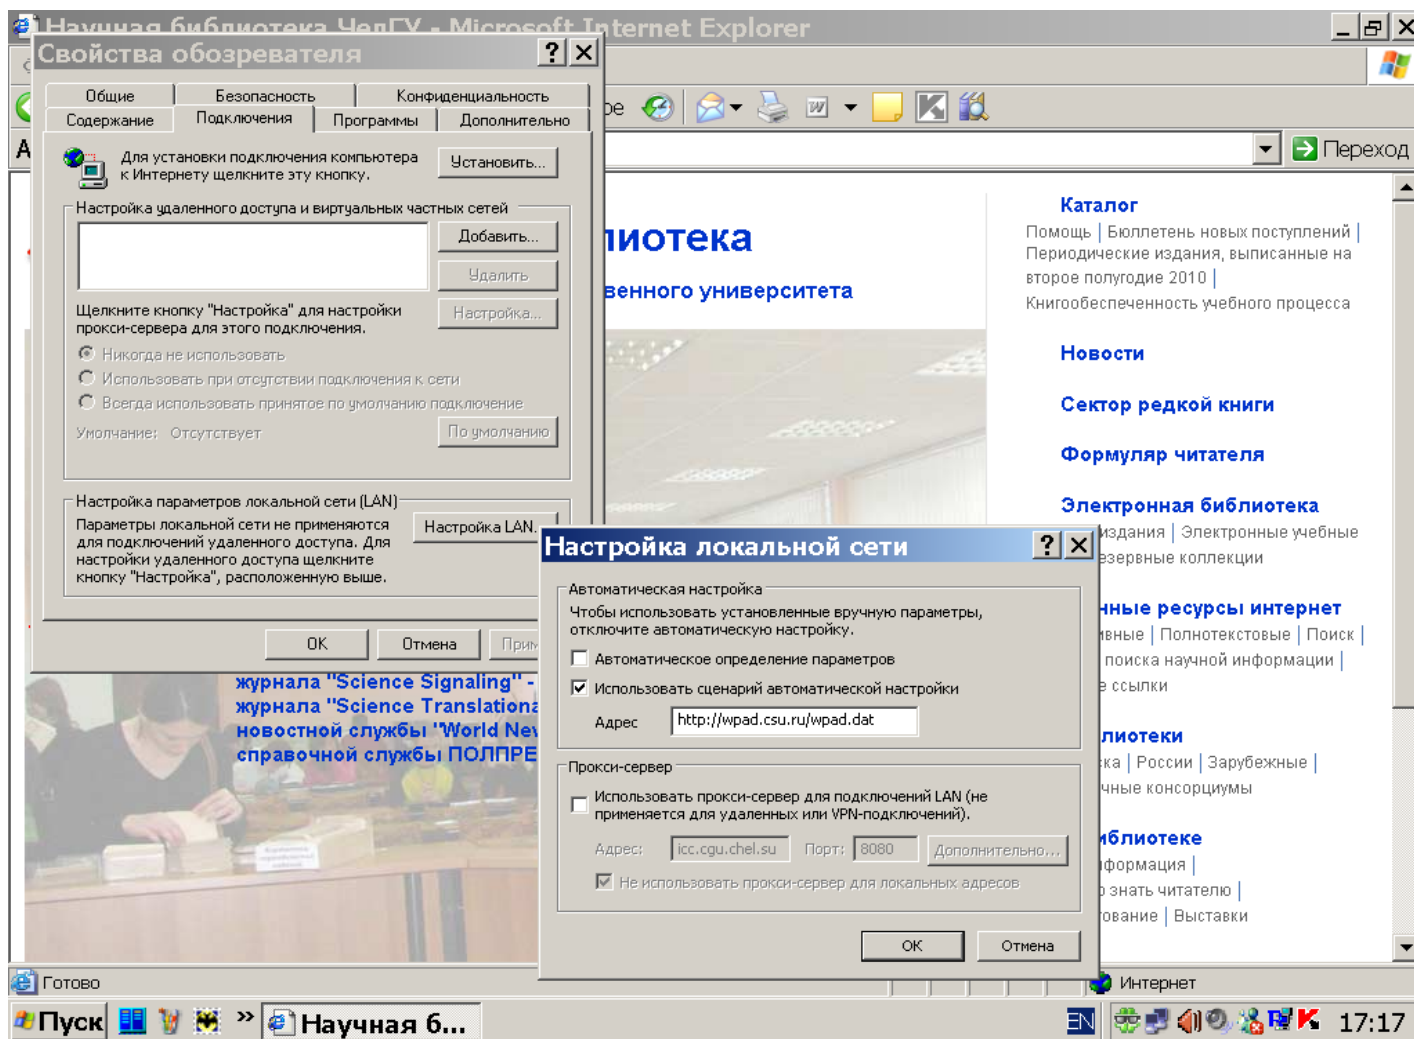 Научная библиотека ЧелГУ - Microsoft Internet Explorer
Свойства обозревателя
Общие
Безопасность
Конфиденциальность
Содержание
Подключения
Программы
Дополнительно
Для установки подключения компьютера
к Интернету щелкните эту кнопку.
Установить...
Настройка удаленного доступа и виртуальных частных сетей
Добавить...
Удалить
Щелкните кнопку "Настройка" для настройки
прокси-сервера для этого подключения.
Настройка...
Никогда не использовать
Использовать при отсутствии подключения к сети
Всегда использовать принятое по умолчанию подключение
Умолчание: Отсутствует
По умолчанию
Настройка параметров локальной сети (LAN)
Параметры локальной сети не применяются
для подключений удаленного доступа. Для
настройки удаленного доступа щелкните
кнопку "Настройка", расположенную выше.
Настройка LAN...
OK
Отмена
Прим
ое
Переход
лиотека
венного университета
журнала "Science Signaling" -
журнала "Science Translationa
новостной службы "World Nev
справочной службы ПОЛПРЕ
Каталог
Помощь | Бюллетень новых поступлений |
Периодические издания, выписанные на
второе полугодие 2010 |
Книгообеспеченность учебного процесса
Новости
Сектор редкой книги
Формуляр читателя
Электронная библиотека
издания | Электронные учебные
езервные коллекции
нные ресурсы интернет
ивные | Полнотекстовые | Поиск |
поиска научной информации |
е ссылки
лиотеки
ка | России | Зарубежные |
чные консорциумы
иблиотеке
формация |
о знать читателю |
ование | Выставки
Настройка локальной сети
Автоматическая настройка
Чтобы использовать установленные вручную параметры,
отключите автоматическую настройку.
Автоматическое определение параметров
Использовать сценарий автоматической настройки
Адрес http://wpad.csu.ru/wpad.dat
Прокси-сервер
Использовать прокси-сервер для подключений LAN (не
применяется для удаленных или VPN-подключений).
Адрес: icc.cgu.chel.su Порт: 8080 Дополнительно...
Не использовать прокси-сервер для локальных адресов
OK
Отмена
Готово
Интернет
Пуск
Научная б...
EN
17:17